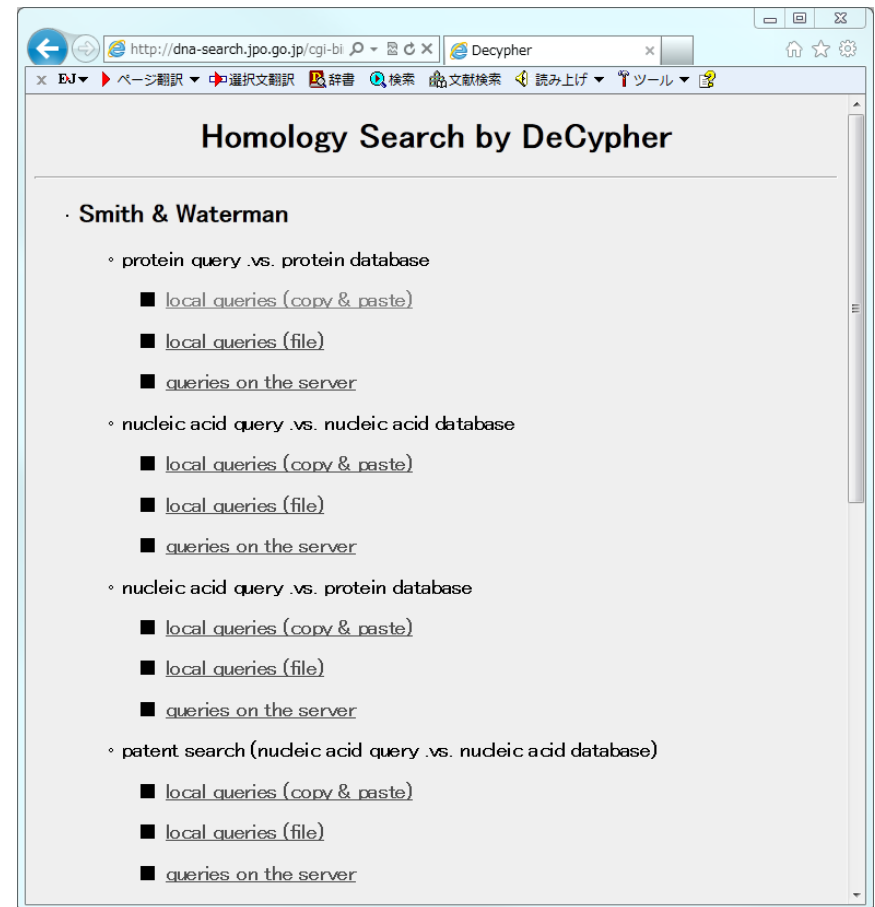 http://dna-search.jpo.go.jp/cgi-bi
Decypher
x EJ ページ翻訳 選択文翻訳 辞書 検索 文献検索 読み上げ ツール
Homology Search by DeCypher
· Smith & Waterman
◦ protein query .vs. protein database
■ local queries (copy & paste)
■ local queries (file)
■ queries on the server
◦ nucleic acid query .vs. nucleic acid database
■ local queries (copy & paste)
■ local queries (file)
■ queries on the server
◦ nucleic acid query .vs. protein database
■ local queries (copy & paste)
■ local queries (file)
■ queries on the server
◦ patent search (nucleic acid query .vs. nucleic acid database)
■ local queries (copy & paste)
■ local queries (file)
■ queries on the server